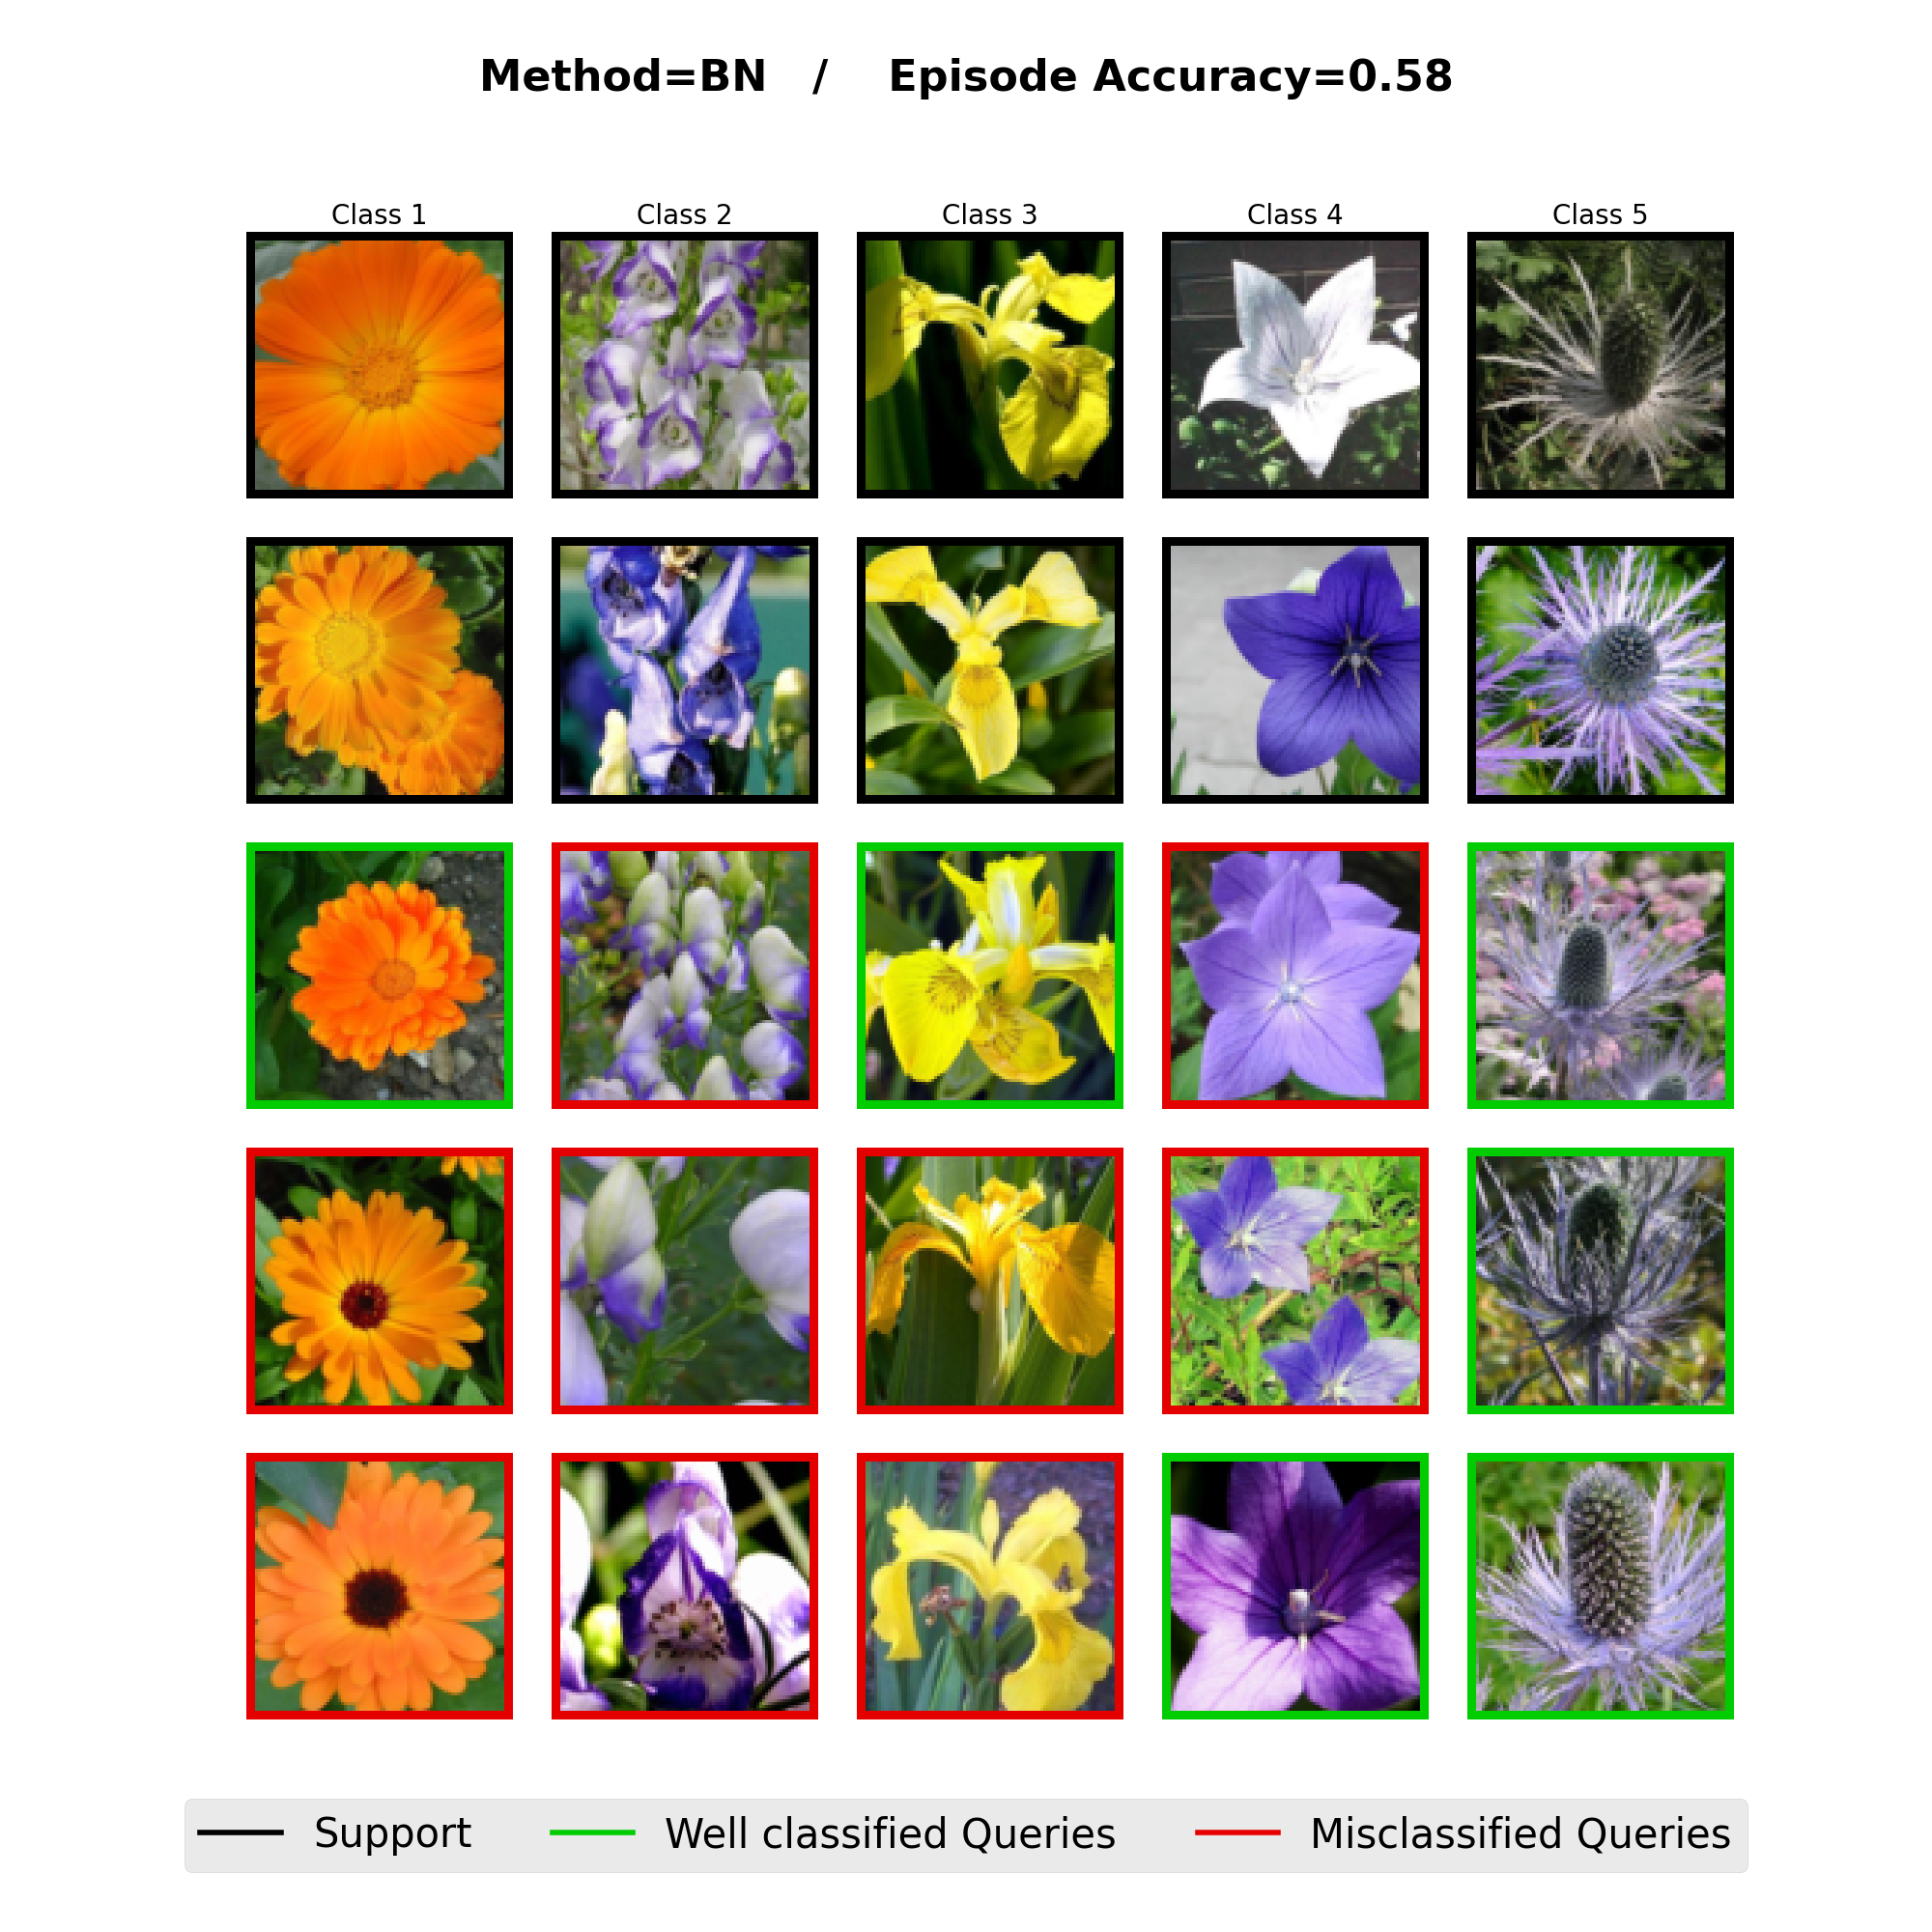 Method=BN / Episode Accuracy=0.58
Class 1 Class 2 Class 3 Class 4 Class 5
Support Well classified Queries Misclassified Queries